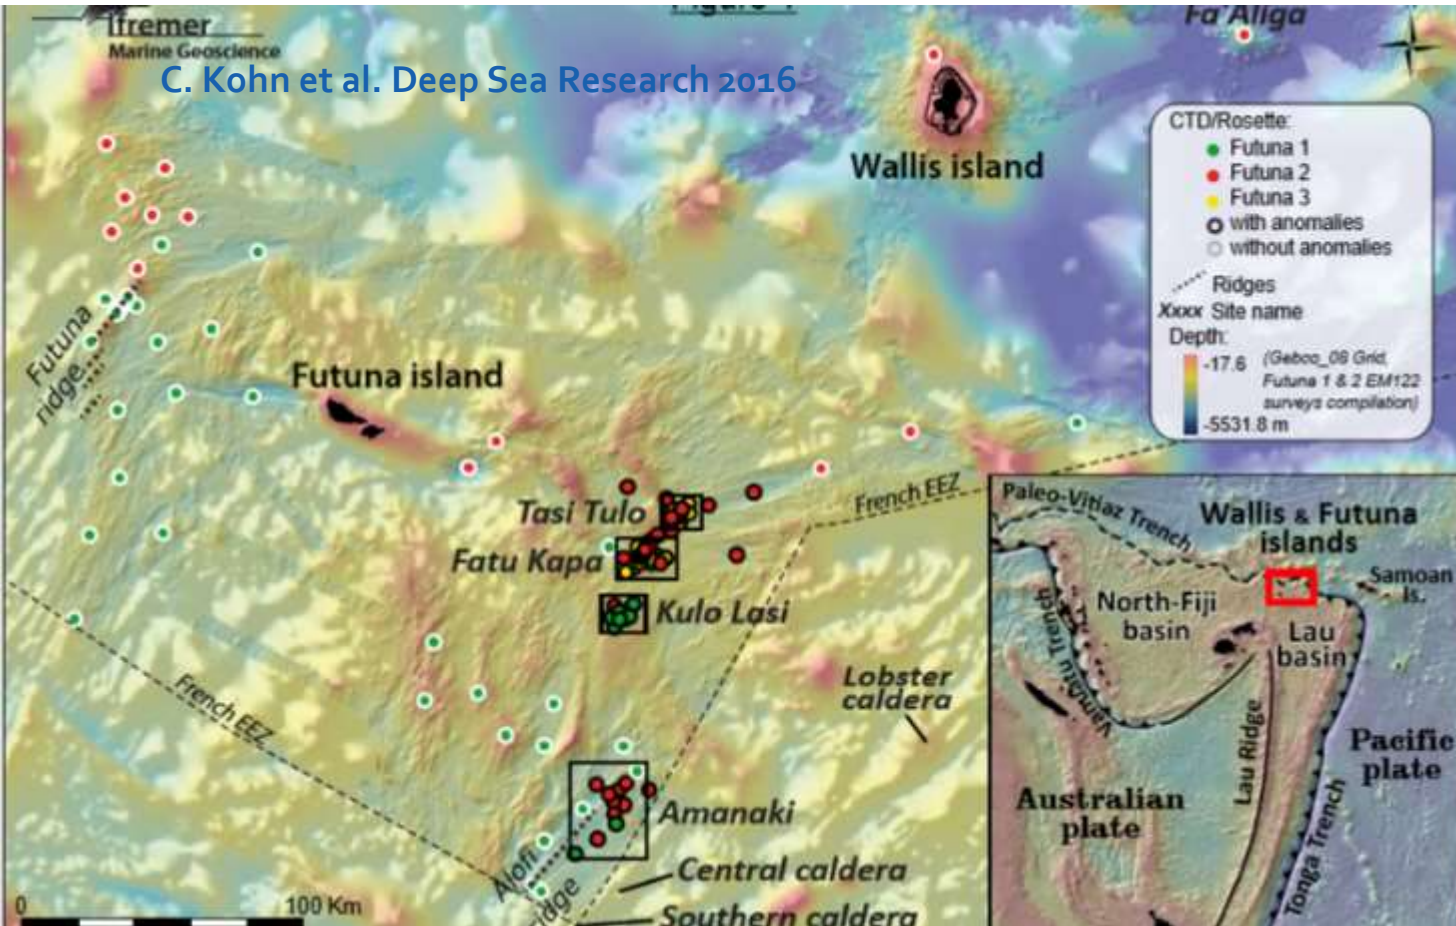 Figure 1
Ifremer
Marine Geoscience
C. Kohn et al. Deep Sea Research 2016
Fa'Aliga
Wallis island
CTD/Rosette:
Futuna 1
Futuna 2
Futuna 3
with anomalies
without anomalies
Ridges
Xxxx Site name
Depth:
-17.6
(Gebco_08 Grid,
Futuna 1 & 2 EM122
surveys compilation)
-5531.8 m
Futuna
ridge
Futuna island
Tasi Tulo
French EEZ
Fatu Kapa
Kulo Lasi
Lobster
caldera
French EEZ
Amanaki
Alofi
ridge
Central caldera
Southern caldera
0
100 Km
Paleo-Vitiaz Trench
Wallis & Futuna
islands
Samoan
Is.
North-Fiji
basin
Lau
basin
Vanuatu Trench
Lau Ridge
Pacific
plate
Australian
plate
Tonga Trench